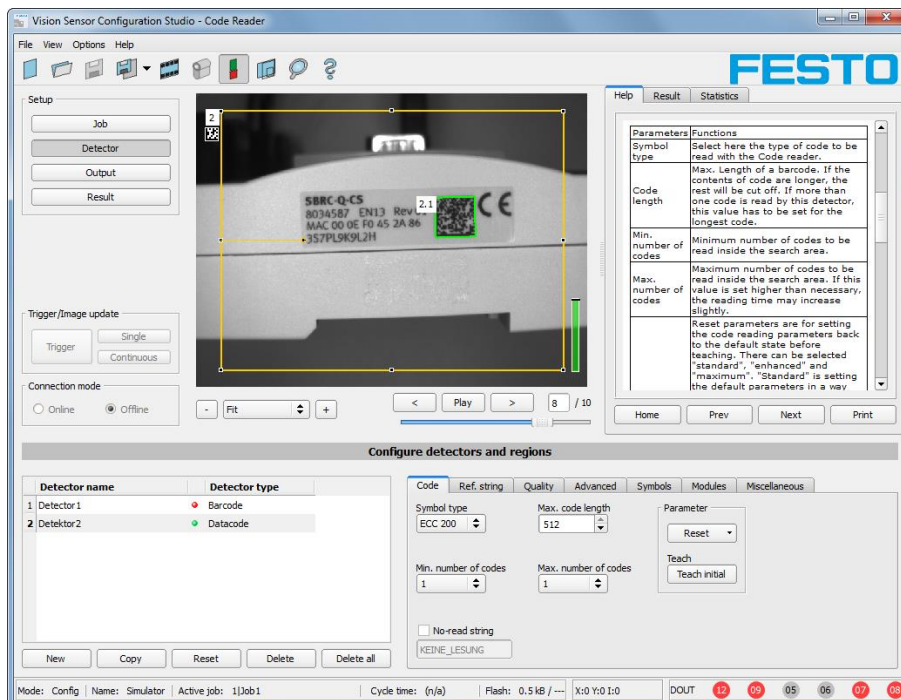 Vision Sensor Configuration Studio - Code Reader
File View Options Help
FESTO
Setup
Job
Detector
Output
Result
Trigger/Image update
Trigger
Single
Continuous
Connection mode
Online
Offline
2
SBRC-Q-CS
8034587 EN13 Rev
MAC 00 0E F0 45 2A 86
3S7PL9K9L2H
2.1
CE
- Fit +
< Play > 8 / 10
Help Result Statistics
Parameters Functions
Symbol type
Select here the type of code to be
read with the Code reader.
Code length
Max. Length of a barcode. If the
contents of code are longer, the
rest will be cut off. If more than
one code is read by this detector,
this value has to be set for the
longest code.
Min. number of codes
Minimum number of codes to be
read inside the search area.
Max. number of codes
Maximum number of codes to be
read inside the search area. If this
value is set higher than necessary,
the reading time may increase
slightly.
Reset parameters are for setting
the code reading parameters back
to the default state before
teaching. There can be selected
"standard", "enhanced" and
"maximum". "Standard" is setting
the default parameters in a way
Home Prev Next Print
Configure detectors and regions
Detector name Detector type
1 Detector1 Barcode
2 Detektor2 Datacode
New Copy Reset Delete Delete all
Code Ref. string Quality Advanced Symbols Modules Miscellaneous
Symbol type
ECC 200
Max. code length
512
Parameter
Reset
Teach
Teach initial
Min. number of codes
1
Max. number of codes
1
No-read string
KEINE_LESUNG
Mode: Config Name: Simulator Active job: 1|Job1 Cycle time: (n/a) Flash: 0.5 kB / --- X:0 Y:0 I:0 DOUT 12 09 05 06 07 08